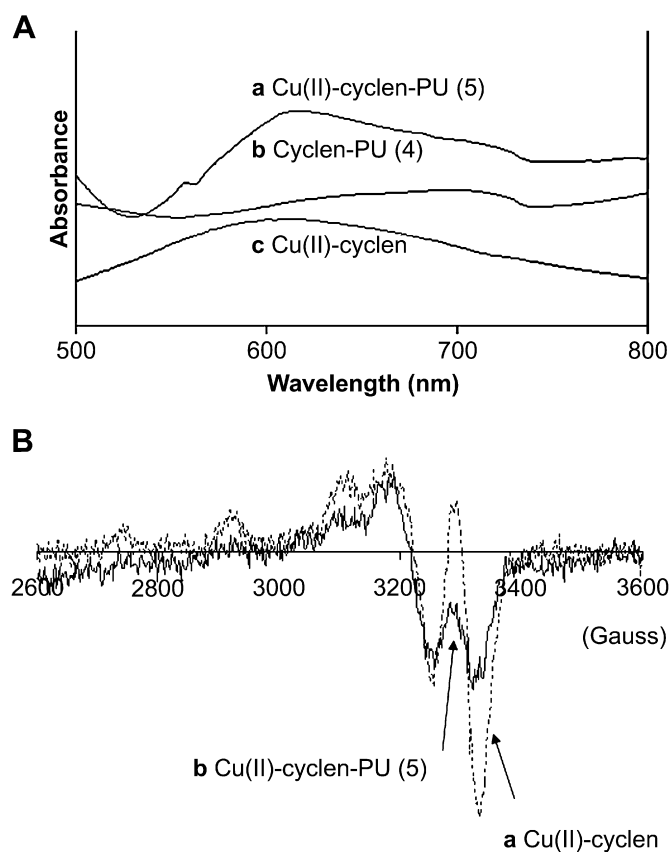 A
Absorbance
a Cu(II)-cyclen-PU (5)
b Cyclen-PU (4)
c Cu(II)-cyclen
500 600 700 800
Wavelength (nm)
B
2600 2800 3000 3200 3400 3600
(Gauss)
b Cu(II)-cyclen-PU (5)
a Cu(II)-cyclen